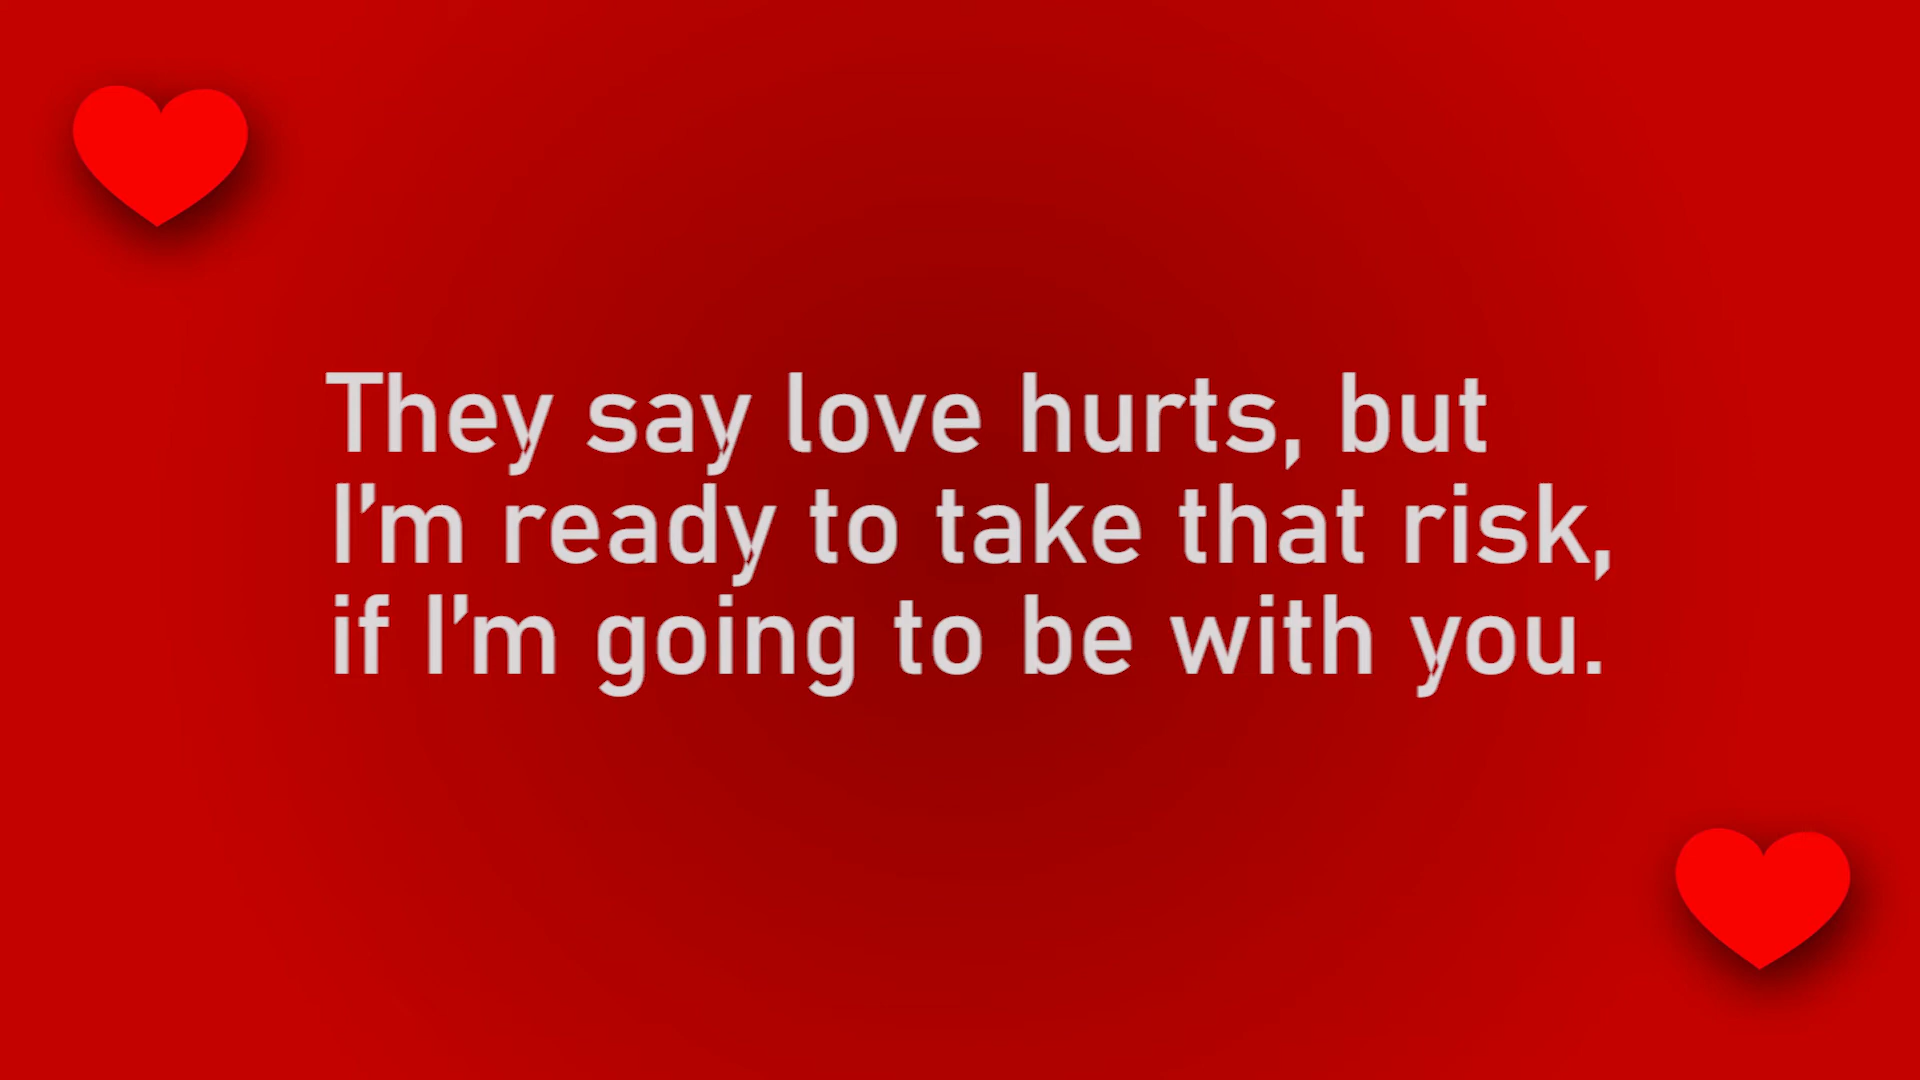 They say love hurts, but
I’m ready to take that risk,
if I’m going to be with you.